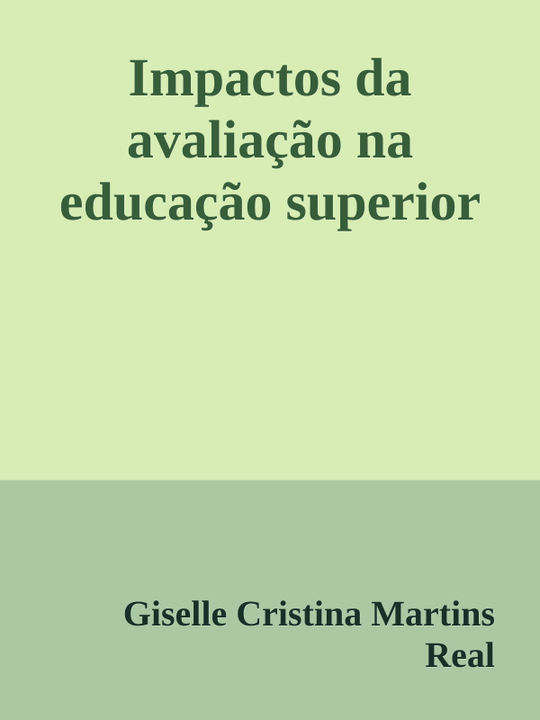 Impactos da
avaliação na
educação superior
Giselle Cristina Martins
Real